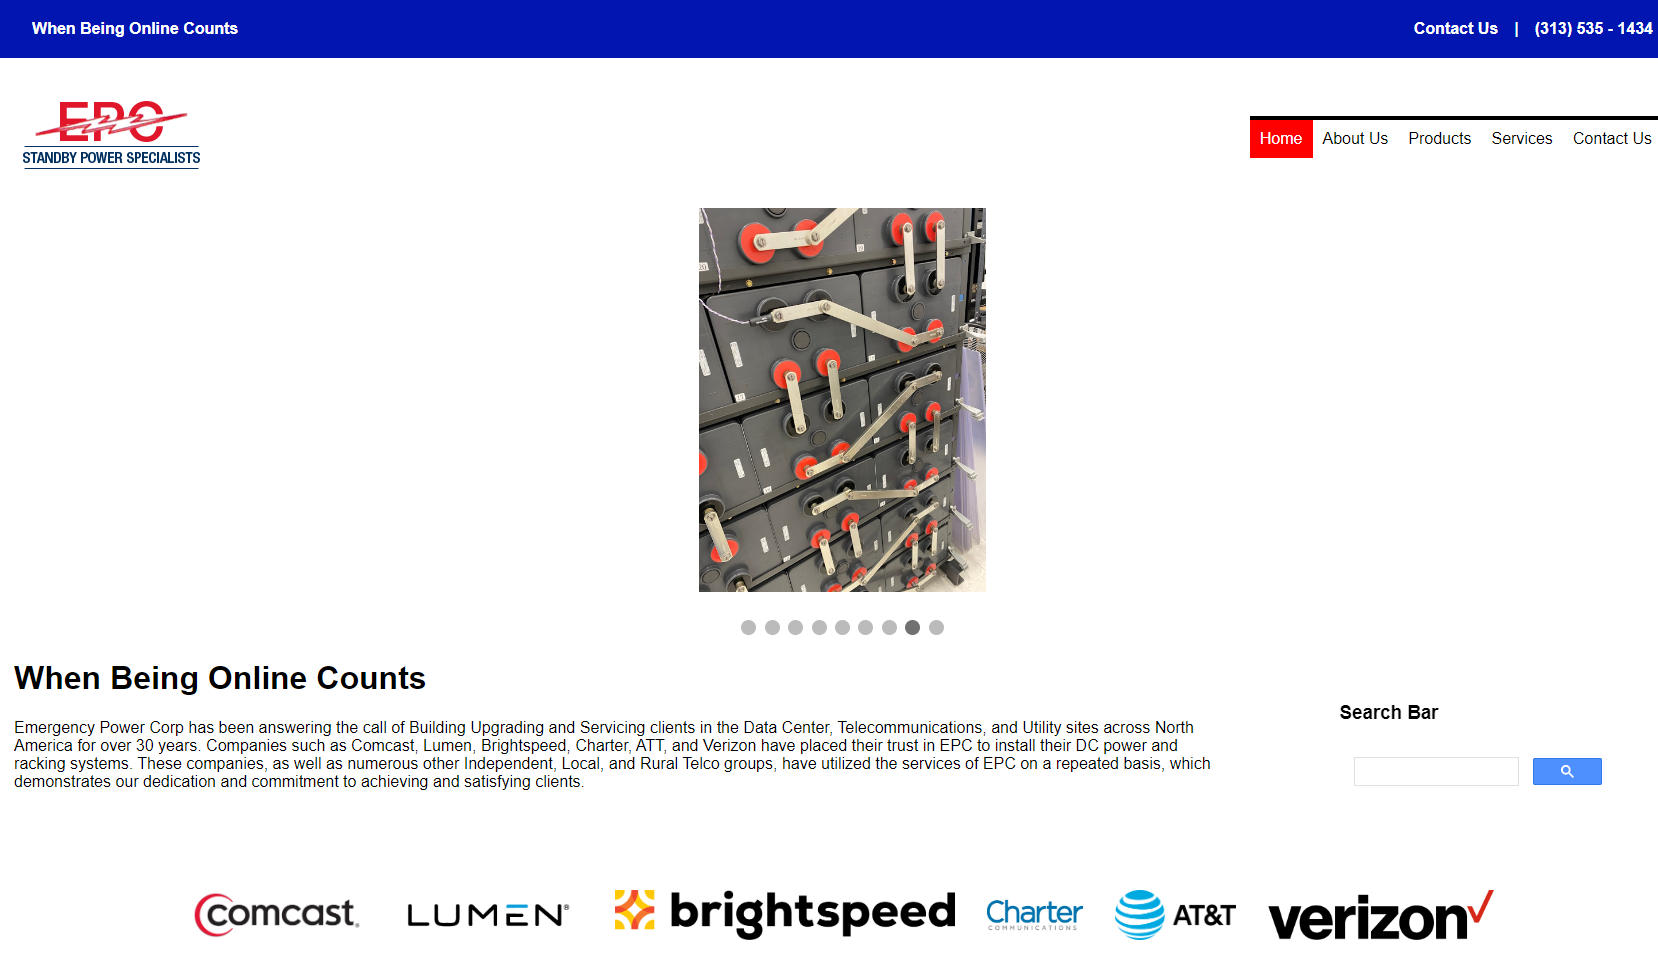 When Being Online Counts
Contact Us | (313) 535 - 1434
EPC
STANDBY POWER SPECIALISTS
Home About Us Products Services Contact Us
When Being Online Counts
Emergency Power Corp has been answering the call of Building Upgrading and Servicing clients in the Data Center, Telecommunications, and Utility sites across North
America for over 30 years. Companies such as Comcast, Lumen, Brightspeed, Charter, ATT, and Verizon have placed their trust in EPC to install their DC power and
racking systems. These companies, as well as numerous other Independent, Local, and Rural Telco groups, have utilized the services of EPC on a repeated basis, which
demonstrates our dedication and commitment to achieving and satisfying clients.
Search Bar
comcast.
LUMEN®
brightspeed
Charter
COMMUNICATIONS
AT&T
verizon